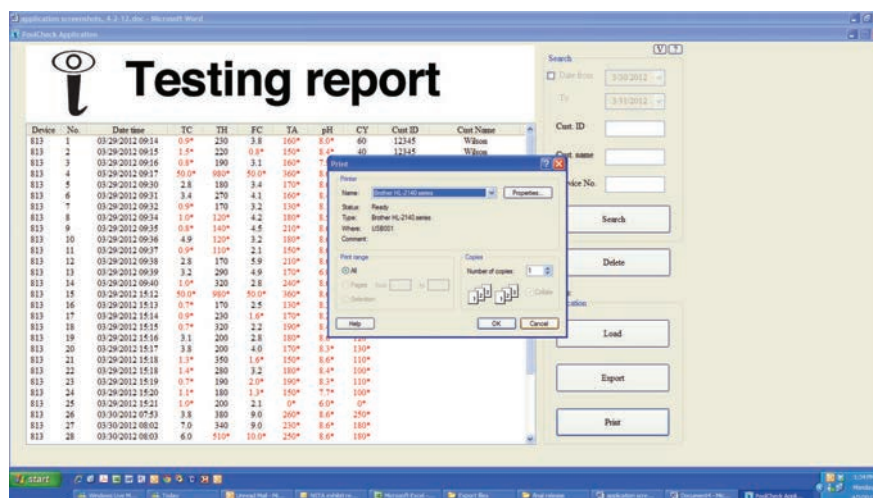 application screenshots, 4-2-12.doc - Microsoft Word
PoolCheck Application
V ?
Testing report
Search
Date from 3/30/2012
To 3/31/2012
Cust. ID
Cust. name
Device No.
Search
Delete
Load
Export
Print
Device No. Date time TC TH FC TA pH CY Cust ID Cust Name
813 1 03/29/2012 09:14 0.9* 230 3.8 160* 8.0* 60 12345 Wilson
813 2 03/29/2012 09:15 1.5* 220 0.8* 150* 8.4* 40 12345 Wilson
813 3 03/29/2012 09:16 0.8* 190 3.1 160*
813 4 03/29/2012 09:17 50.0* 980* 50.0* 360*
813 5 03/29/2012 09:30 2.8 180 3.4 170*
813 6 03/29/2012 09:31 3.4 270 4.1 160*
813 7 03/29/2012 09:32 0.9* 170 3.2 130*
813 8 03/29/2012 09:34 1.0* 120* 4.2 180*
813 9 03/29/2012 09:35 0.8* 140* 4.5 210*
813 10 03/29/2012 09:36 4.9 120* 3.2 180*
813 11 03/29/2012 09:37 0.9* 110* 2.1 150*
813 12 03/29/2012 09:38 2.8 170 5.9 210*
813 13 03/29/2012 09:39 3.2 290 4.9 170*
813 14 03/29/2012 09:40 1.0* 320 2.8 240*
813 15 03/29/2012 15:12 50.0* 980* 50.0* 360*
813 16 03/29/2012 15:13 0.7* 170 2.5 130*
813 17 03/29/2012 15:14 0.9* 230 1.6* 170*
813 18 03/29/2012 15:15 0.7* 320 2.2 190*
813 19 03/29/2012 15:16 3.1 200 2.8 180*
813 20 03/29/2012 15:17 3.8 200 4.0 170* 8.3* 130*
813 21 03/29/2012 15:18 1.3* 350 1.6* 150* 8.6* 110*
813 22 03/29/2012 15:18 1.4* 280 3.2 180* 8.4* 100*
813 23 03/29/2012 15:19 0.7* 190 2.0* 190* 8.3* 110*
813 24 03/29/2012 15:20 1.1* 180 1.3* 150* 7.7* 100*
813 25 03/29/2012 15:21 1.0* 200 2.1 0* 6.0* 0*
813 26 03/30/2012 07:53 3.8 380 9.0 260* 8.6* 250*
813 27 03/30/2012 08:02 7.0 340 9.0 230* 8.6* 180*
813 28 03/30/2012 08:03 6.0 510* 10.0* 250* 8.6* 180*
Print
Printer
Name: Brother HL-2140 series Properties...
Status: Ready
Type: Brother HL-2140 series
Where: USB001
Comment:
Print range
All
Pages from to
Selection
Copies
Number of copies: 1
Collate
Help OK Cancel
start